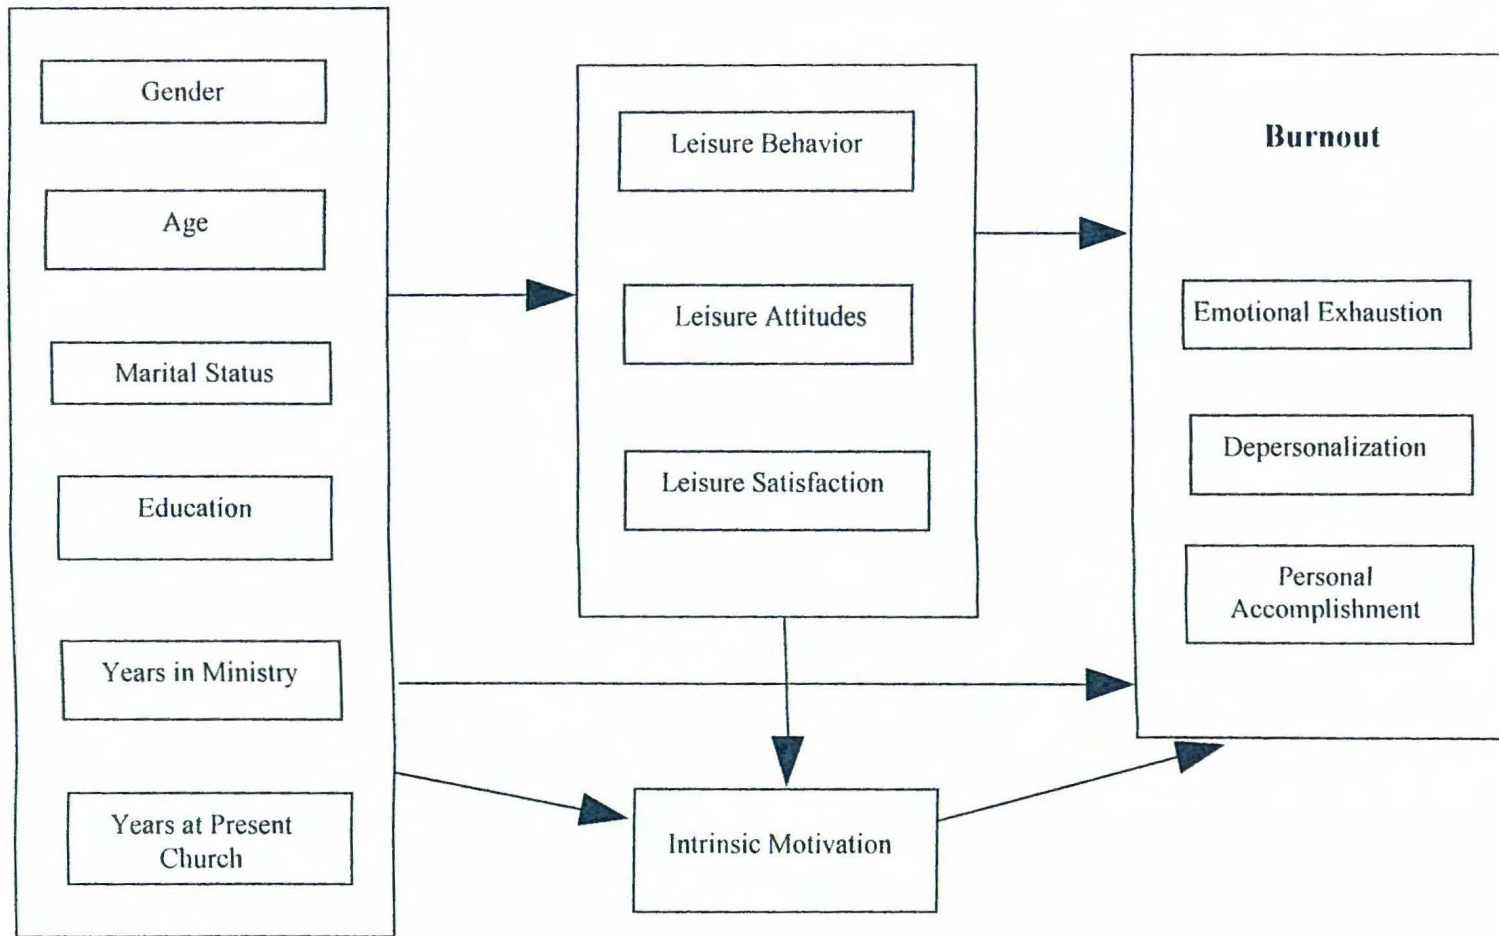 Gender
Age
Marital Status
Education
Years in Ministry
Years at Present
Church
Leisure Behavior
Leisure Attitudes
Leisure Satisfaction
Intrinsic Motivation
Burnout
Emotional Exhaustion
Depersonalization
Personal
Accomplishment